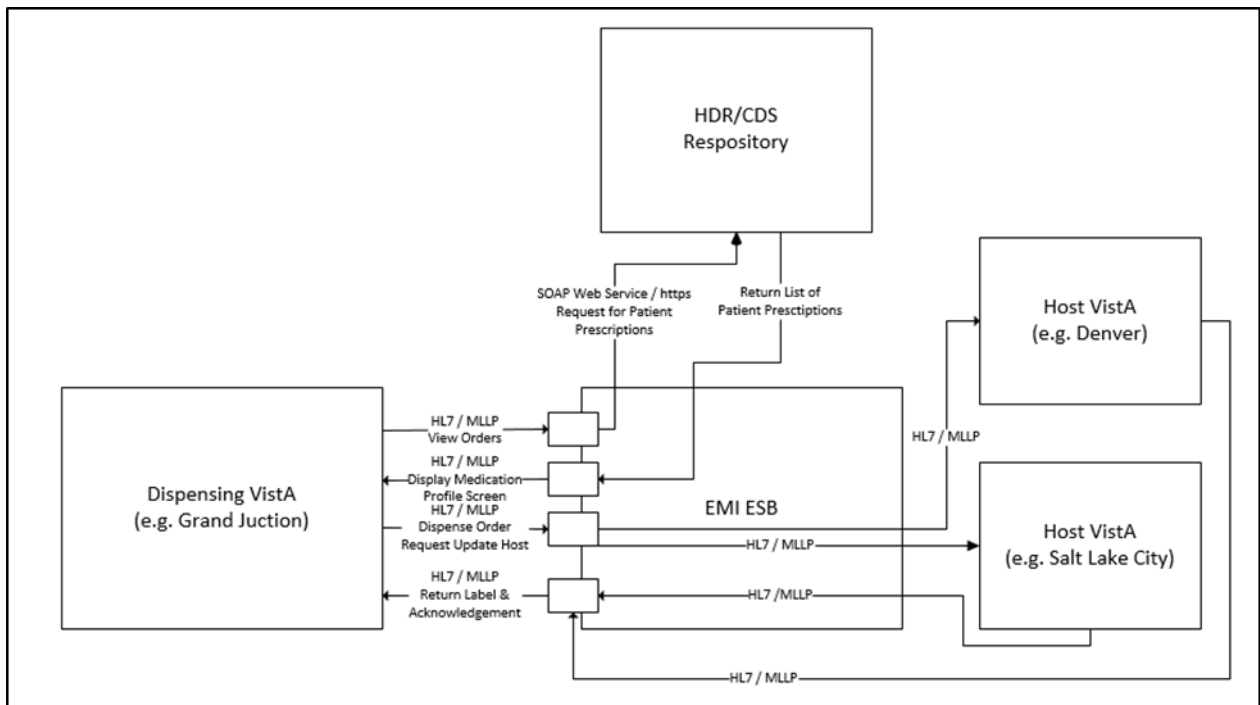 HDR/CDS
Respository
SOAP Web Service / https
Request for Patient
Prescriptions
Return List of
Patient Presctiptions
Host VistA
(e.g. Denver)
HL7 / MLLP
Dispensing VistA
(e.g. Grand Juction)
HL7 / MLLP
View Orders
HL7 / MLLP
Display Medication
Profile Screen
HL7 / MLLP
Dispense Order
Request Update Host
HL7 / MLLP
Return Label &
Acknowledgement
EMI ESB
HL7 / MLLP
HL7 /MLLP
Host VistA
(e.g. Salt Lake City)
HL7 / MLLP